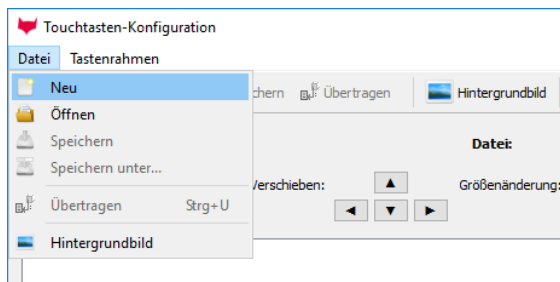 Touchtasten-Konfiguration
Datei Tastenrahmen
Neu
Öffnen
Speichern
Speichern unter...
Übertragen Strg+U
Hintergrundbild
chern Übertragen Hintergrundbild
Datei:
Verschieben: Größenänderung: